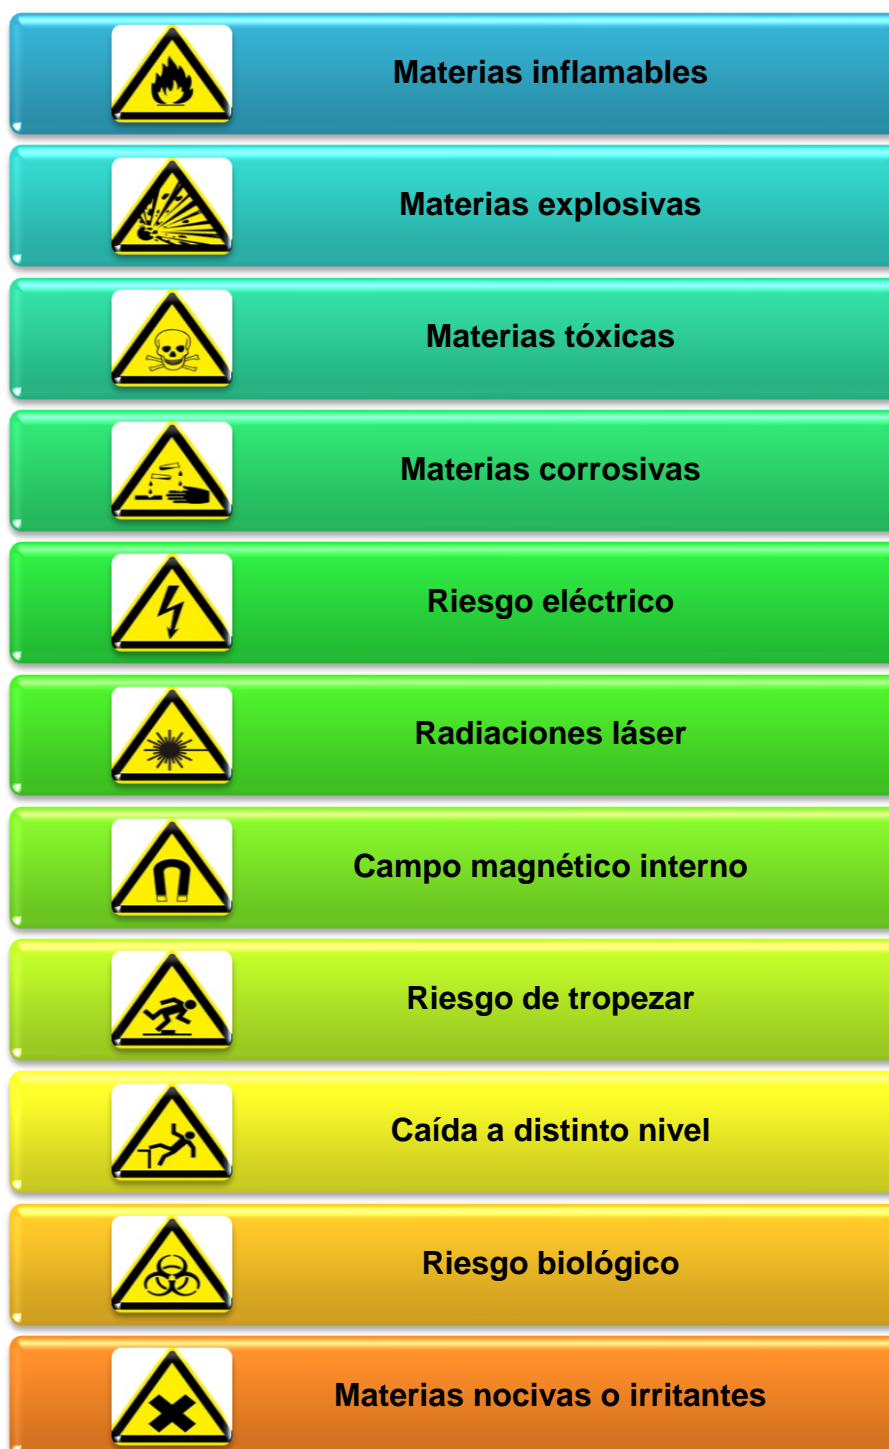 Materias inflamables
Materias explosivas
Materias tóxicas
Materias corrosivas
Riesgo eléctrico
Radiaciones láser
Campo magnético interno
Riesgo de tropezar
Caída a distinto nivel
Riesgo biológico
Materias nocivas o irritantes